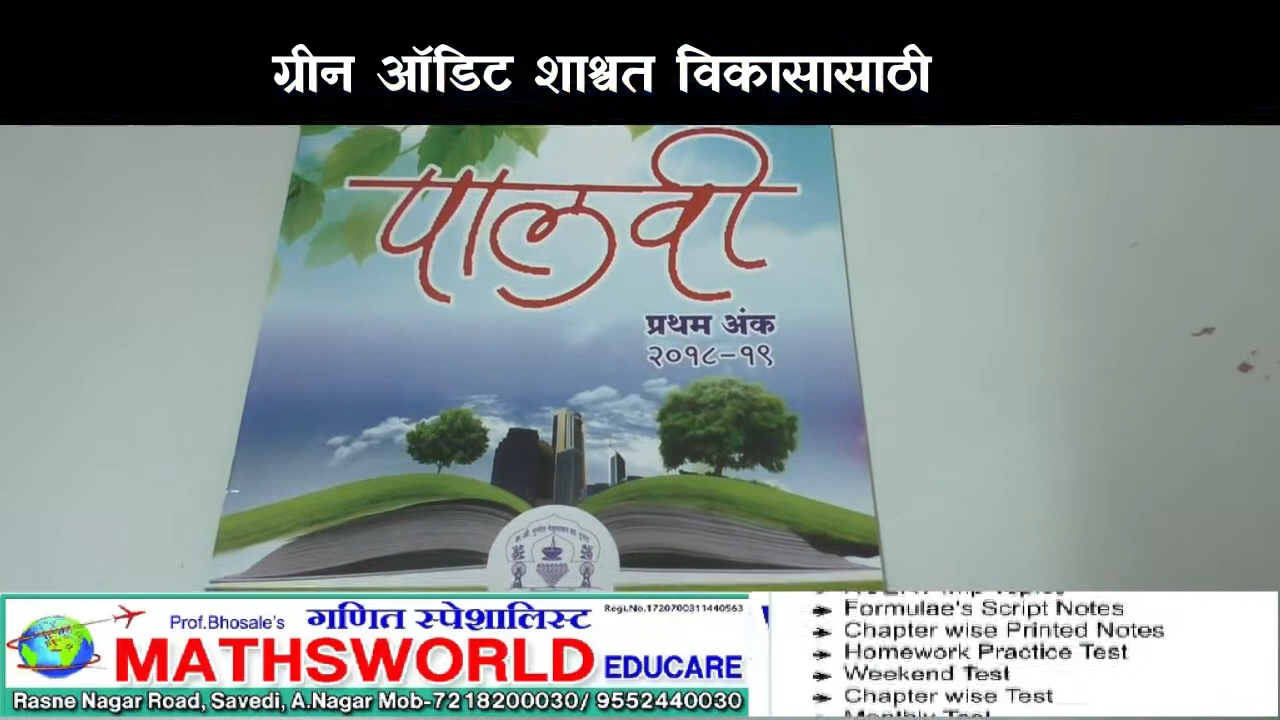 ग्रीन ऑडिट शाश्वत विकासासाठी
पालवी
प्रथम अंक
२०१८-१९
Prof.Bhosale's गणित स्पेशालिस्ट Regi.No.1720700311440563
MATHSWORLD EDUCARE
Rasne Nagar Road, Savedi, A.Nagar Mob-7218200030/ 9552440030
Formulae's Script Notes
Chapter wise Printed Notes
Homework Practice Test
Weekend Test
Chapter wise Test